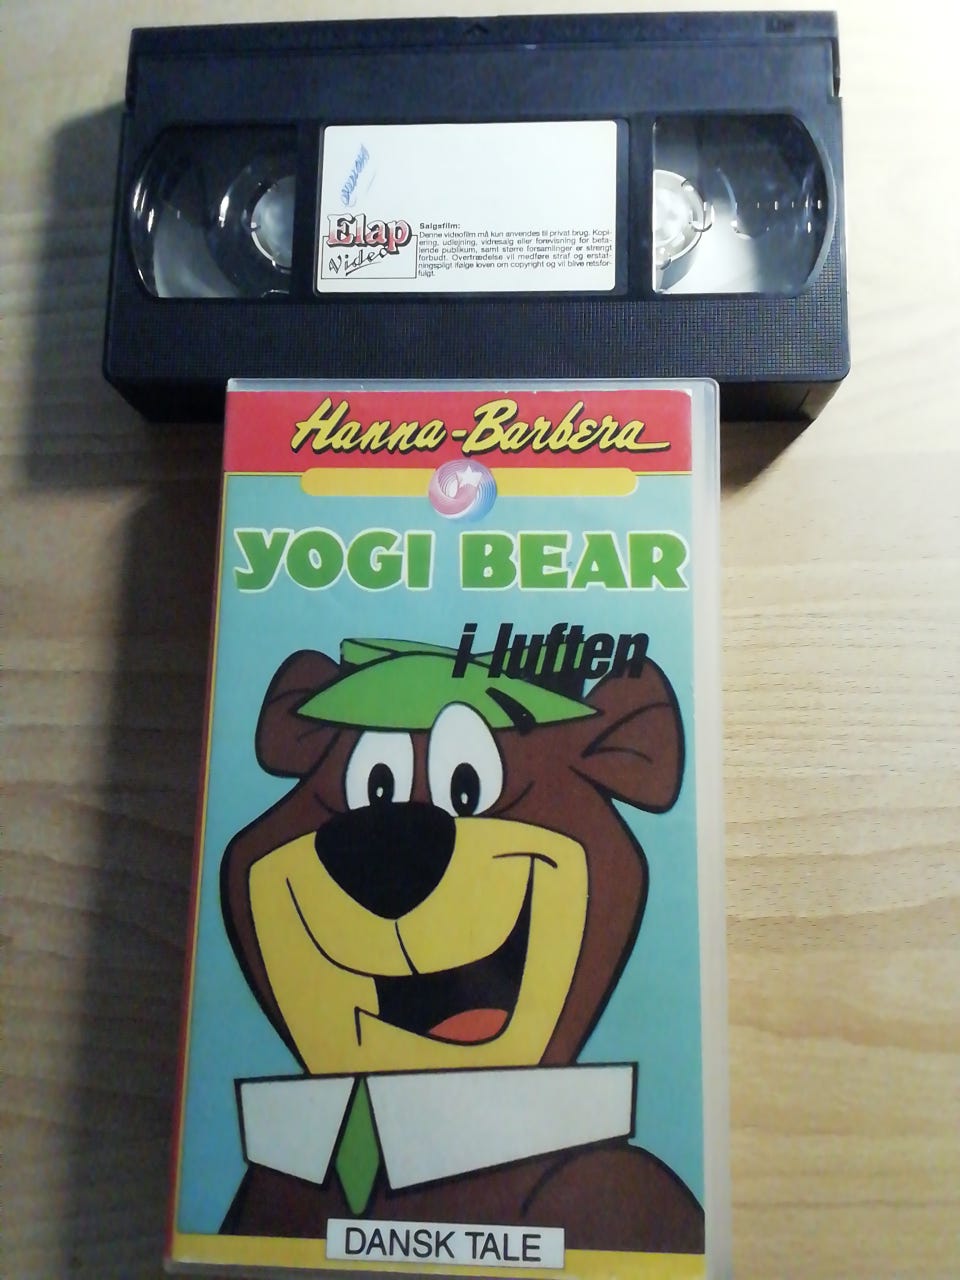 Elap
Video
Salgsfilm:
Denne videofilm må kun anvendes til privat brug. Kopi-
ering, udlejning, vidresalg eller forevisning for beta-
lende publikum, samt større forsamlinger er strengt
forbudt. Overtrædelse vil medføre straf og erstat-
ningspligt ifølge loven om copyright og vil blive retsfor-
fulgt.
Hanna-Barbera
YOGI BEAR
i luften
DANSK TALE